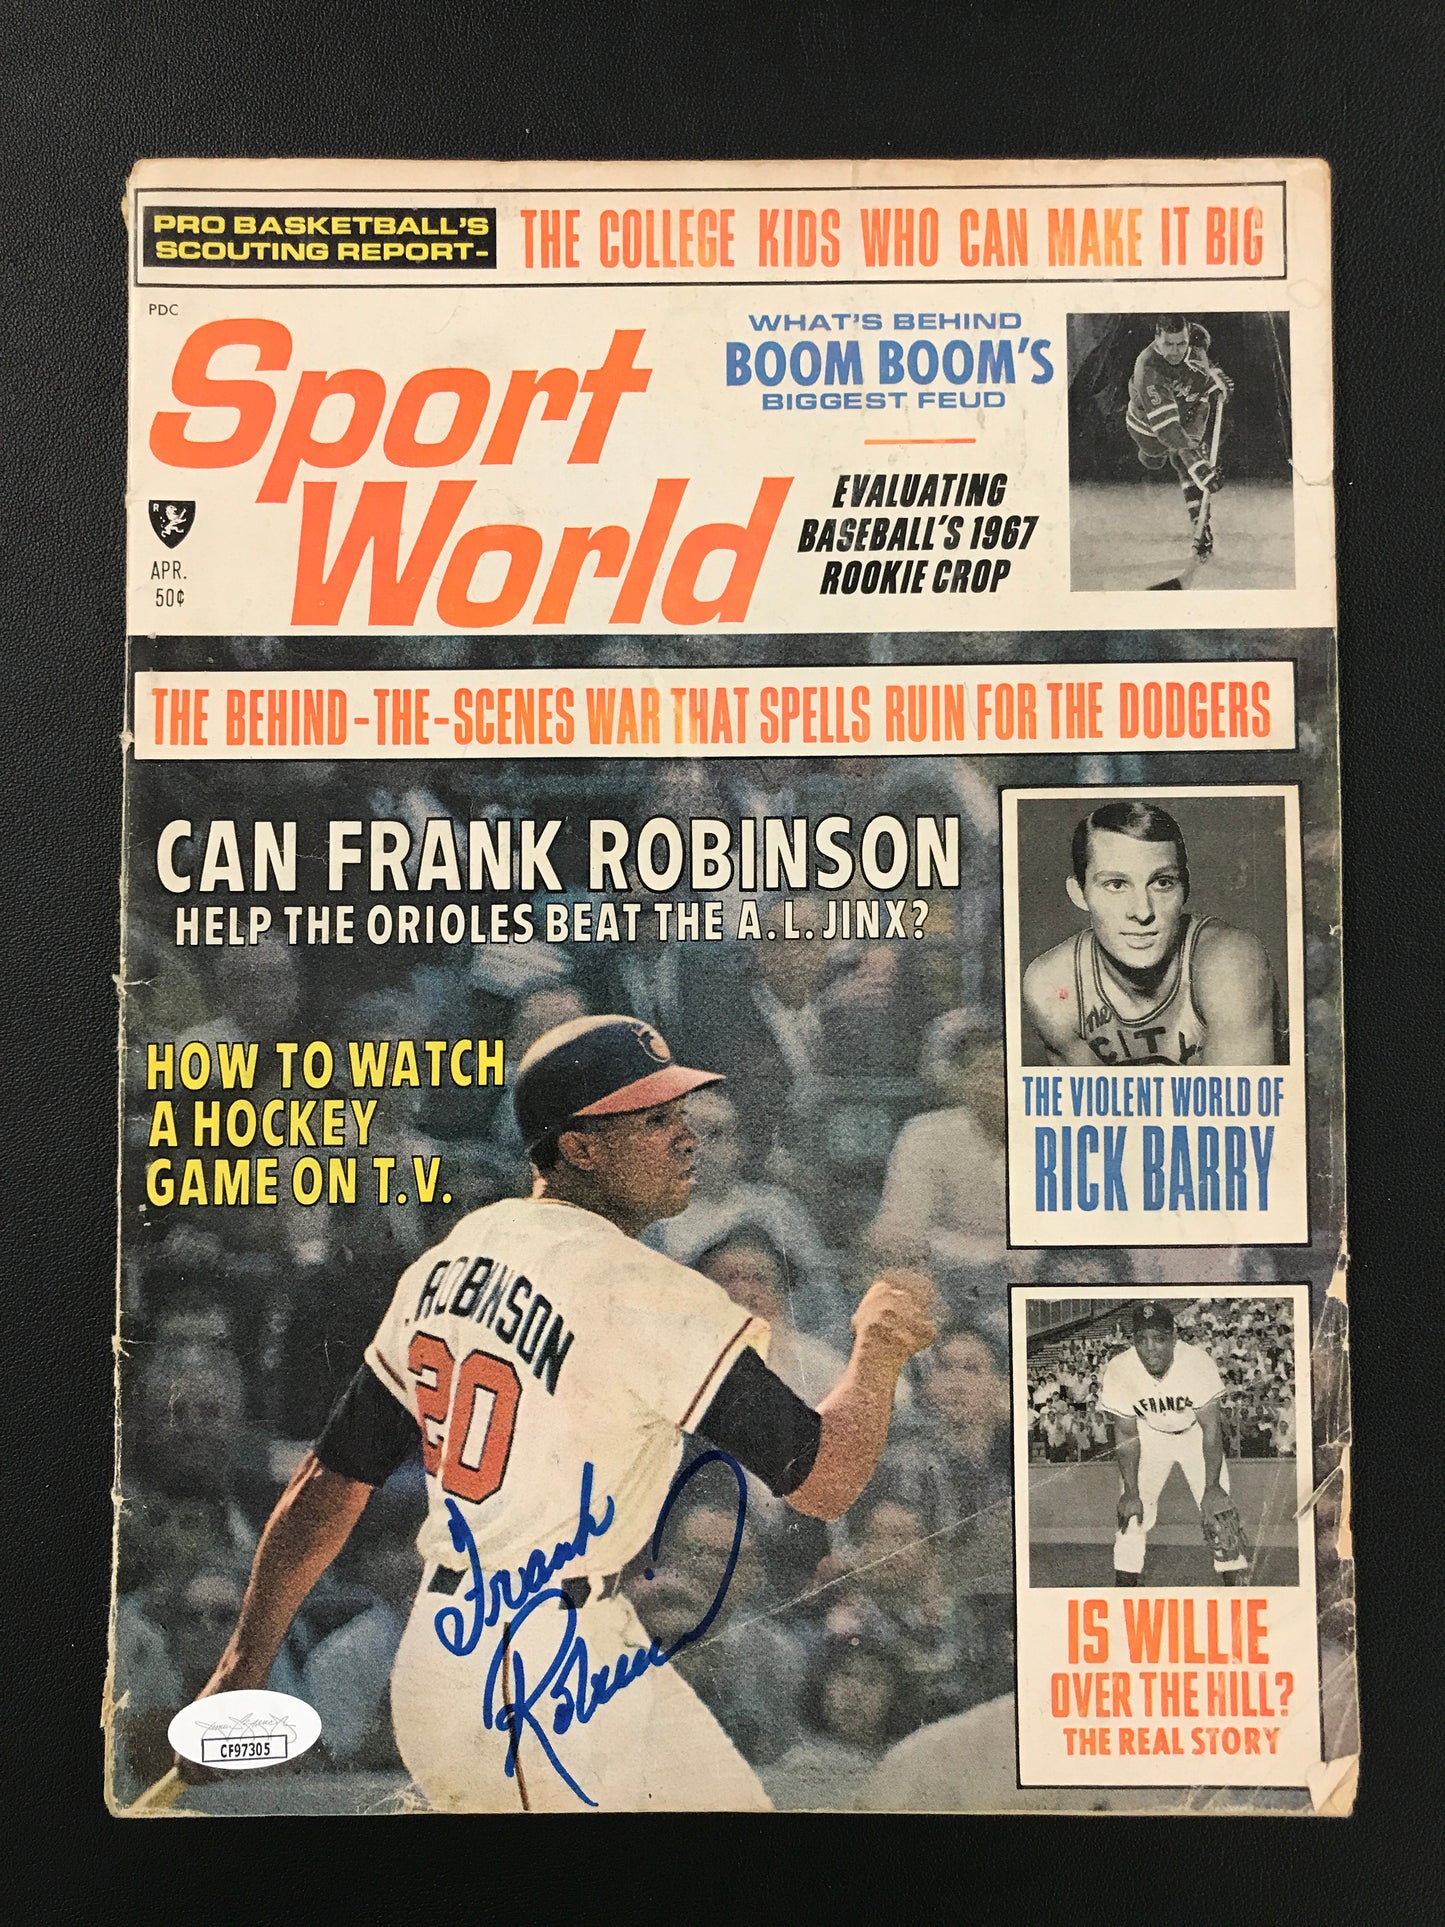 PRO BASKETBALL'S
SCOUTING REPORT-
THE COLLEGE KIDS WHO CAN MAKE IT BIG
PDC
Sport
World
WHAT'S BEHIND
BOOM BOOM'S
BIGGEST FEUD
EVALUATING
BASEBALL'S 1967
ROOKIE CROP
5
R
APR.
50¢
THE BEHIND-THE-SCENES WAR THAT SPELLS RUIN FOR THE DODGERS
CAN FRANK ROBINSON
HELP THE ORIOLES BEAT THE A.L. JINX?
HOW TO WATCH
A HOCKEY
GAME ON T.V.
The
CITY
THE VIOLENT WORLD OF
RICK BARRY
ROBINSON
20
Frank
Robinson
CF97305
IS WILLIE
OVER THE HILL?
THE REAL STORY